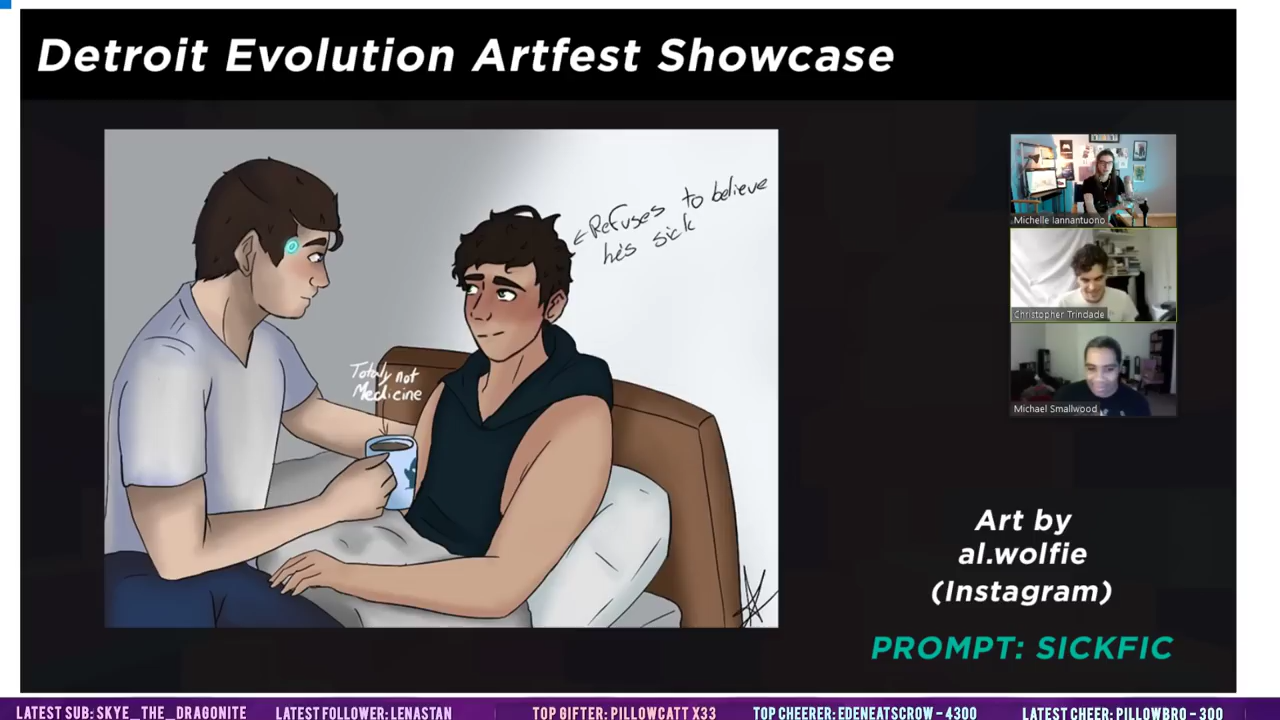 Detroit Evolution Artfest Showcase
Refuses to believe
he's sick
Totaly not
Medicine
Michelle Iannantuono
Christopher Trindade
Michael Smallwood
Art by
al.wolfie
(Instagram)
PROMPT: SICKFIC
LATEST SUB: SKYE_THE_DRAGONITE LATEST FOLLOWER: LENASTAN TOP GIFTER: PILLOWCATT X33 TOP CHEERER: EDENEATSCROW - 4300 LATEST CHEER: PILLOWBRO - 300